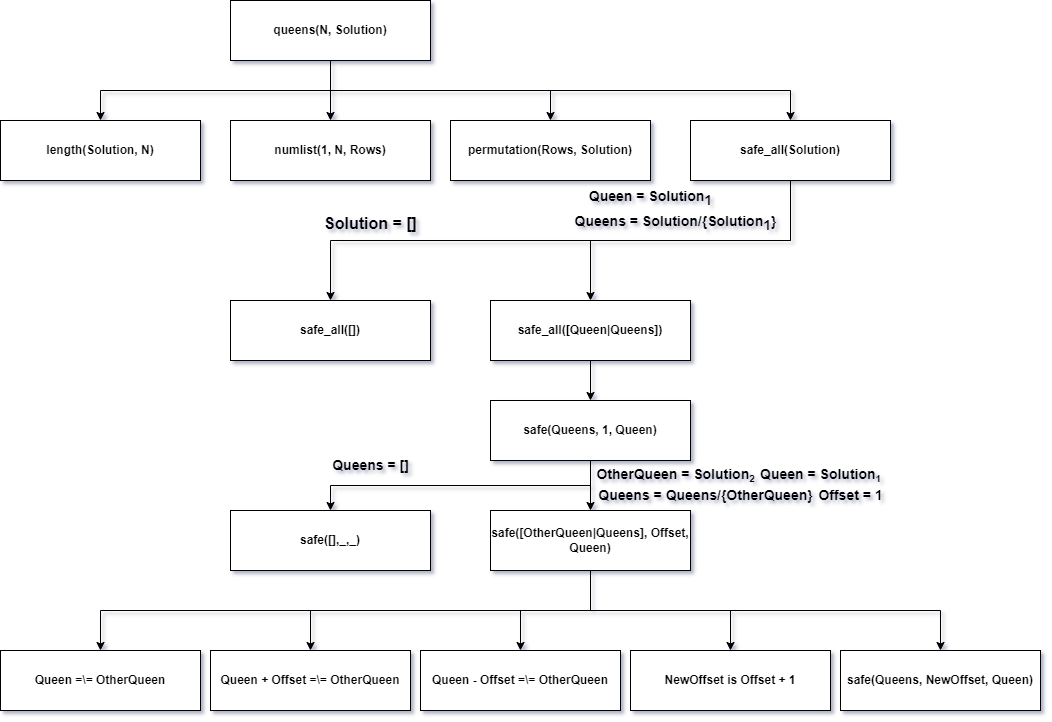 queens(N, Solution)
length(Solution, N)
numlist(1, N, Rows)
permutation(Rows, Solution)
safe_all(Solution)
Queen = Solution₁
Solution = []
Queens = Solution/{Solution₁}
safe_all([])
safe_all([Queen|Queens])
safe(Queens, 1, Queen)
Queens = []
OtherQueen = Solution₂ Queen = Solution₁
Queens = Queens/{OtherQueen} Offset = 1
safe([],_,_)
safe([OtherQueen|Queens], Offset,
Queen)
Queen =\= OtherQueen
Queen + Offset =\= OtherQueen
Queen - Offset =\= OtherQueen
NewOffset is Offset + 1
safe(Queens, NewOffset, Queen)